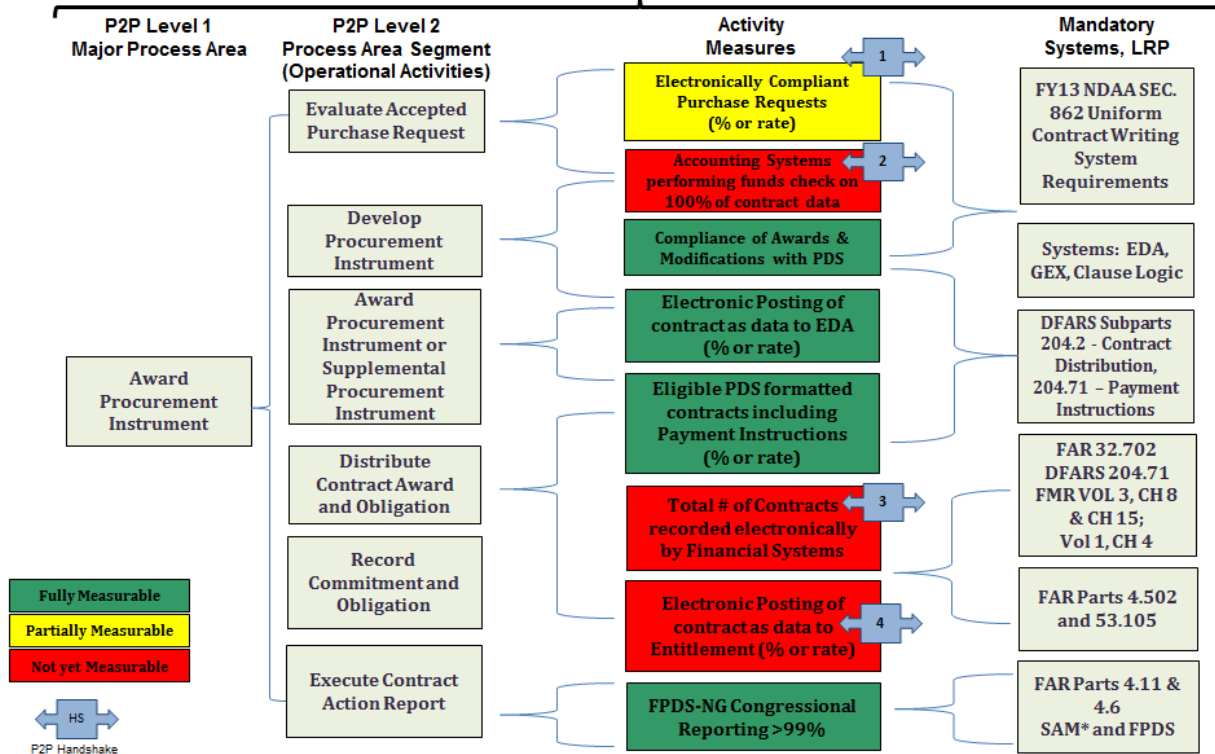 P2P Level 1
Major Process Area
P2P Level 2
Process Area Segment
(Operational Activities)
Activity
Measures
Mandatory
Systems, LRP
Award
Procurement
Instrument
Evaluate Accepted
Purchase Request
Develop
Procurement
Instrument
Award
Procurement
Instrument or
Supplemental
Procurement
Instrument
Distribute
Contract Award
and Obligation
Record
Commitment and
Obligation
Execute Contract
Action Report
1
Electronically Compliant
Purchase Requests
(% or rate)
2
Accounting Systems
performing funds check on
100% of contract data
Compliance of Awards &
Modifications with PDS
Electronic Posting of
contract as data to EDA
(% or rate)
Eligible PDS formatted
contracts including
Payment Instructions
(% or rate)
3
Total # of Contracts
recorded electronically
by Financial Systems
4
Electronic Posting of
contract as data to
Entitlement (% or rate)
FPDS-NG Congressional
Reporting >99%
FY13 NDAA SEC.
862 Uniform
Contract Writing
System
Requirements
Systems: EDA,
GEX, Clause Logic
DFARS Subparts
204.2 - Contract
Distribution,
204.71 – Payment
Instructions
FAR 32.702
DFARS 204.71
FMR VOL 3, CH 8
& CH 15;
Vol 1, CH 4
FAR Parts 4.502
and 53.105
FAR Parts 4.11 &
4.6
SAM* and FPDS
Fully Measurable
Partially Measurable
Not yet Measurable
HS
P2P Handshake